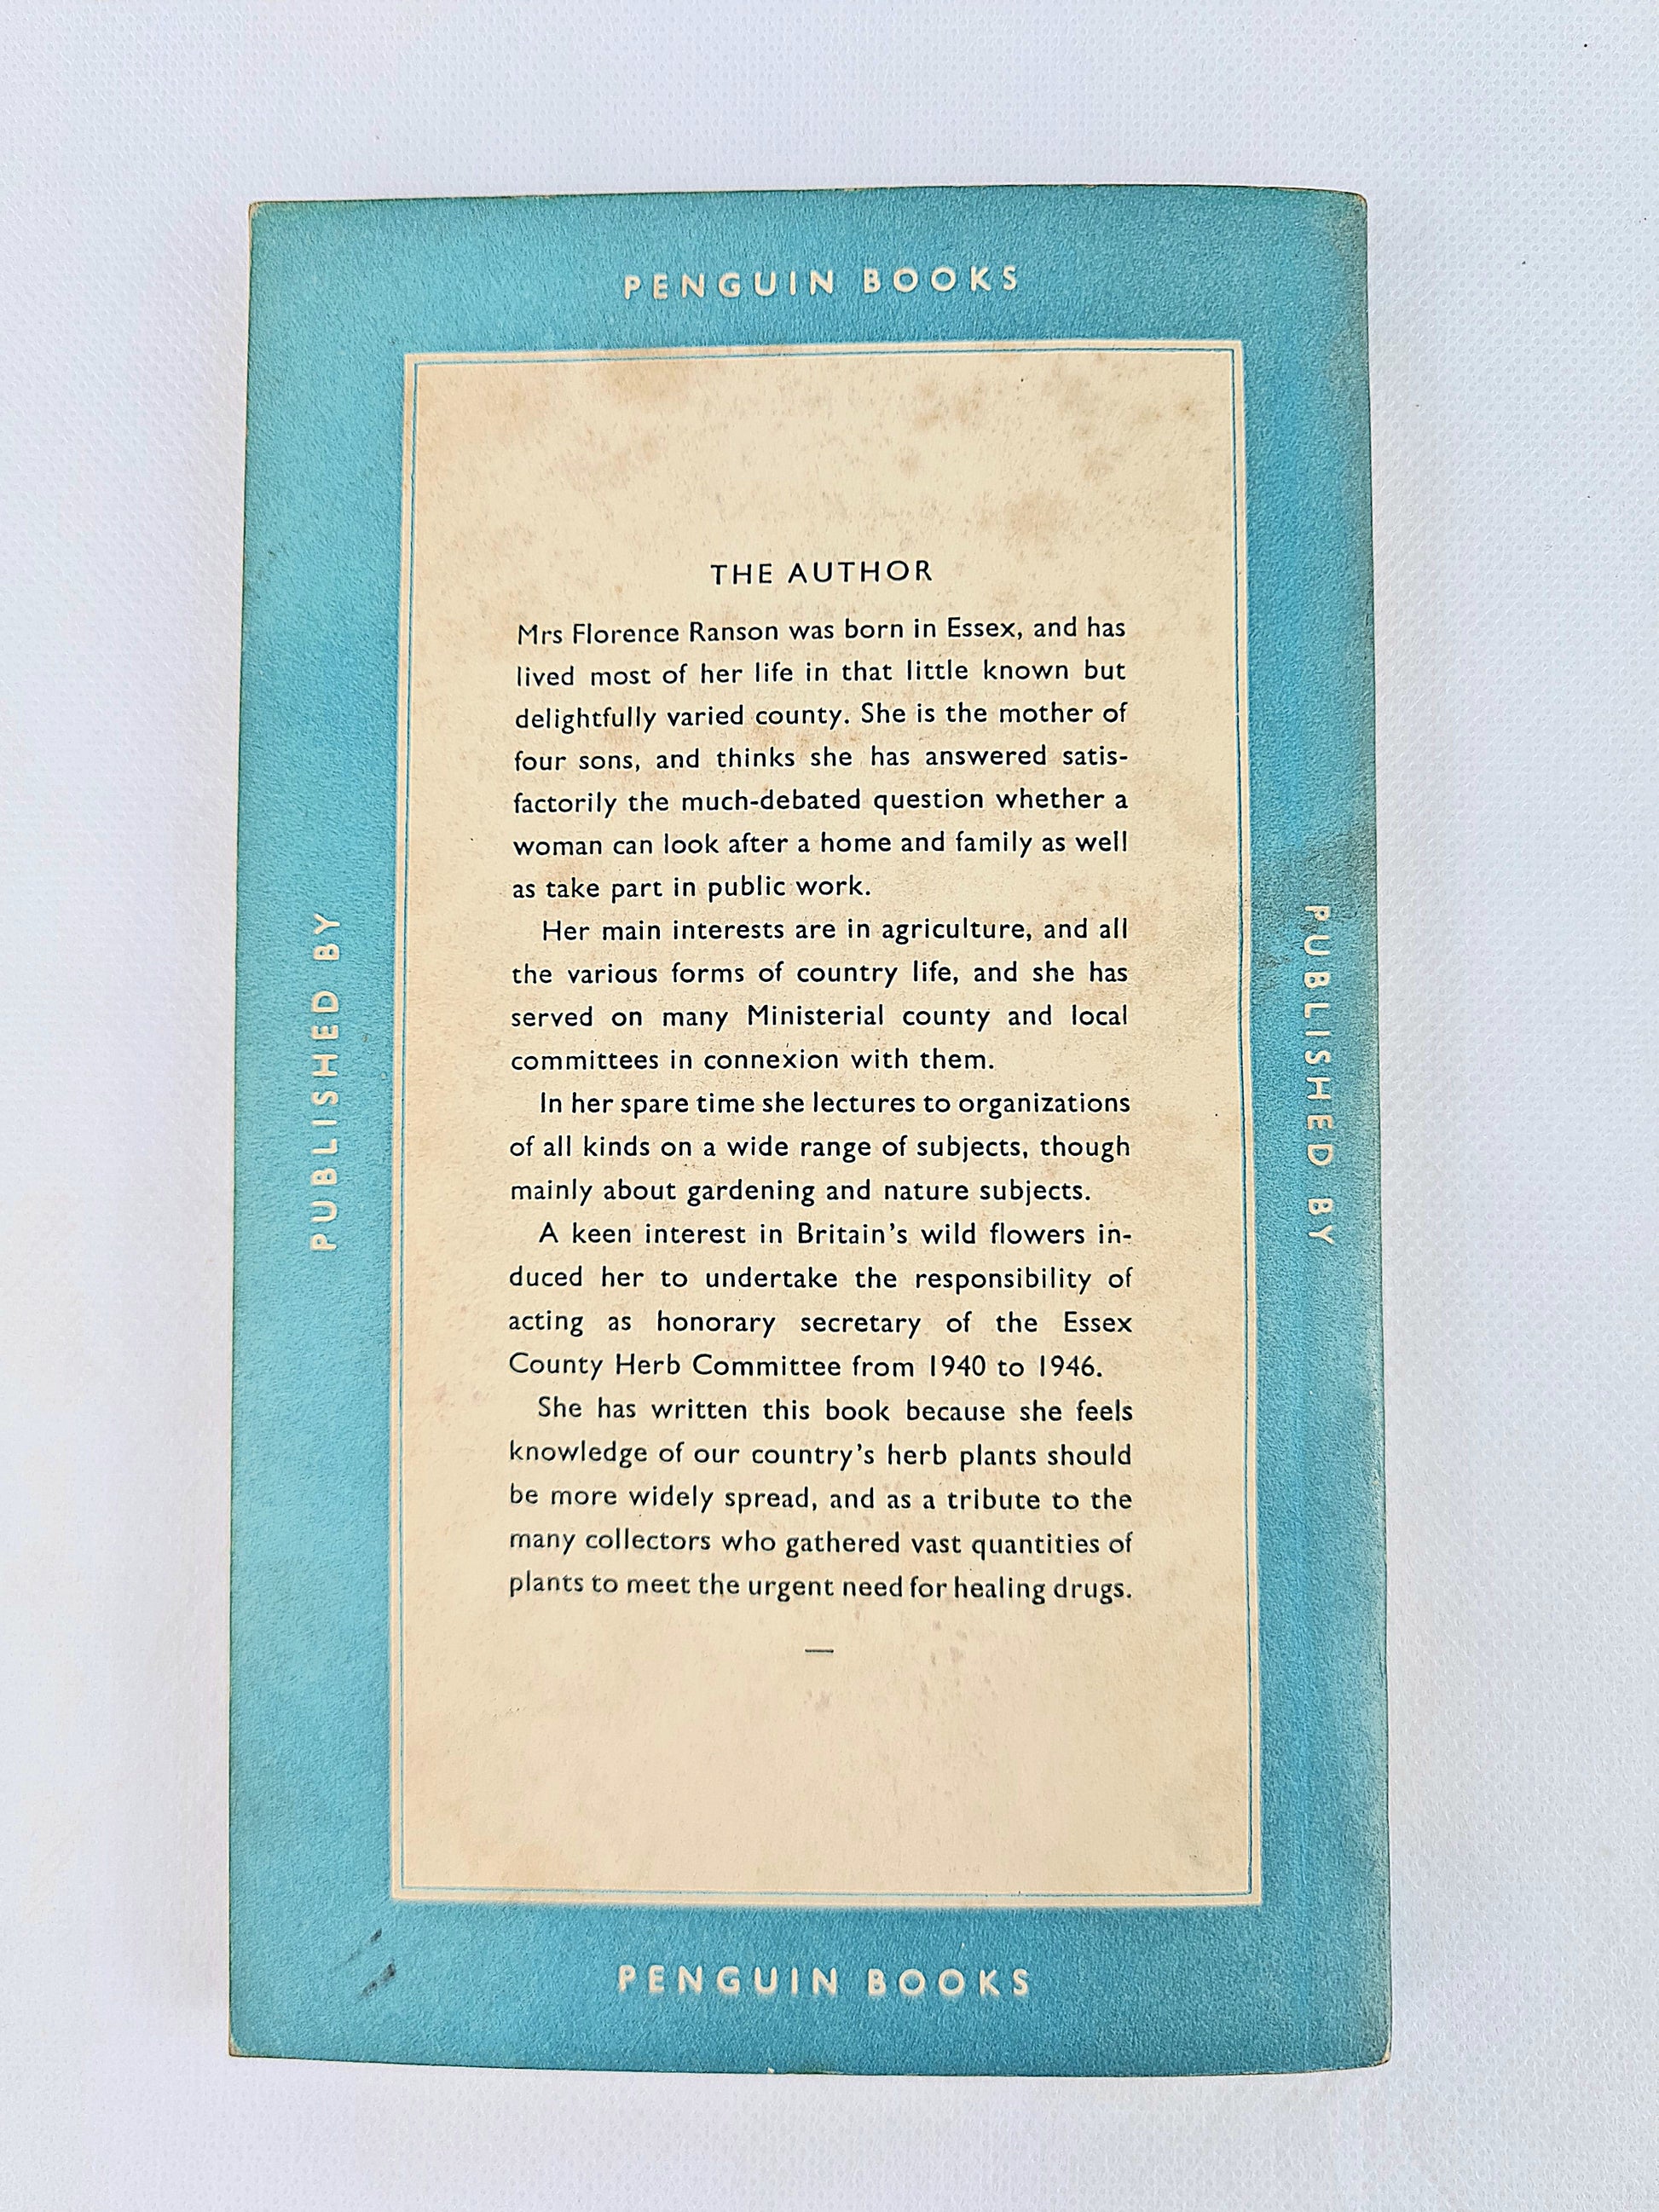 PENGUIN BOOKS
PUBLISHED BY
THE AUTHOR
Mrs Florence Ranson was born in Essex, and has
lived most of her life in that little known but
delightfully varied county. She is the mother of
four sons, and thinks she has answered satis-
factorily the much-debated question whether a
woman can look after a home and family as well
as take part in public work.
Her main interests are in agriculture, and all
the various forms of country life, and she has
served on many Ministerial county and local
committees in connexion with them.
In her spare time she lectures to organizations
of all kinds on a wide range of subjects, though
mainly about gardening and nature subjects.
A keen interest in Britain's wild flowers in-
duced her to undertake the responsibility of
acting as honorary secretary of the Essex
County Herb Committee from 1940 to 1946.
She has written this book because she feels
knowledge of our country's herb plants should
be more widely spread, and as a tribute to the
many collectors who gathered vast quantities of
plants to meet the urgent need for healing drugs.
PUBLISHED BY
PENGUIN BOOKS